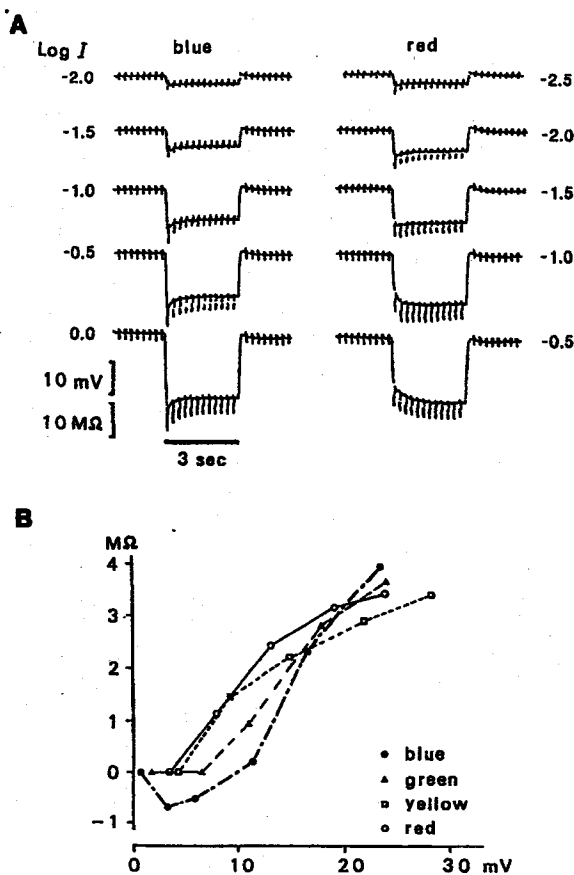 A
Log I blue red
-2.0 -2.5
-1.5 -2.0
-1.0 -1.5
-0.5 -1.0
0.0 -0.5
10 mV
10 MΩ
3 sec
B
MΩ
4
3
2
1
0
-1
blue
green
yellow
red
0 10 20 30 mV